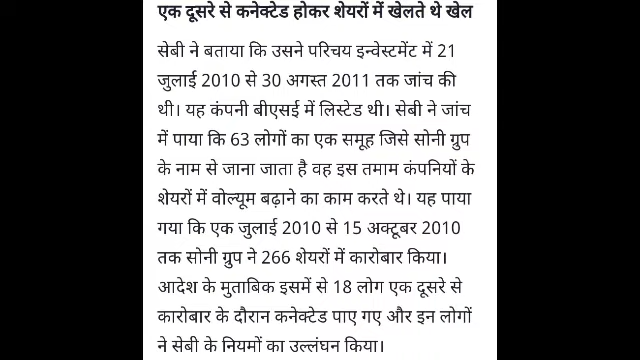 एक दूसरे से कनेक्टेड होकर शेयरों में खेलते थे खेल
सेबी ने बताया कि उसने परिचय इन्वेस्टमेंट में 21
जुलाई 2010 से 30 अगस्त 2011 तक जांच की
थी। यह कंपनी बीएसई में लिस्टेड थी। सेबी ने जांच
में पाया कि 63 लोगों का एक समूह जिसे सोनी ग्रुप
के नाम से जाना जाता है वह इस तमाम कंपनियों के
शेयरों में वोल्यूम बढ़ाने का काम करते थे। यह पाया
गया कि एक जुलाई 2010 से 15 अक्टूबर 2010
तक सोनी ग्रुप ने 266 शेयरों में कारोबार किया।
आदेश के मुताबिक इसमें से 18 लोग एक दूसरे से
कारोबार के दौरान कनेक्टेड पाए गए और इन लोगों
ने सेबी के नियमों का उल्लंघन किया।